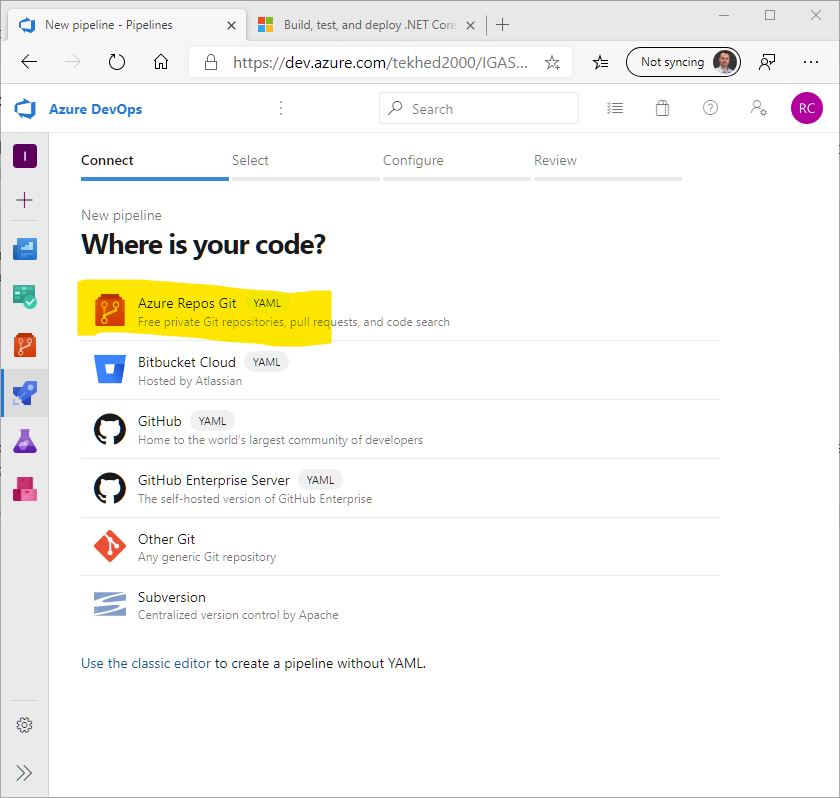 New pipeline - Pipelines
Build, test, and deploy .NET Core
https://dev.azure.com/tekhed2000/IGAS...
Not syncing
Azure DevOps
Search
RC
I
Connect
Select
Configure
Review
New pipeline
Where is your code?
Azure Repos Git YAML
Free private Git repositories, pull requests, and code search
Bitbucket Cloud YAML
Hosted by Atlassian
GitHub YAML
Home to the world's largest community of developers
GitHub Enterprise Server YAML
The self-hosted version of GitHub Enterprise
Other Git
Any generic Git repository
Subversion
Centralized version control by Apache
Use the classic editor to create a pipeline without YAML.